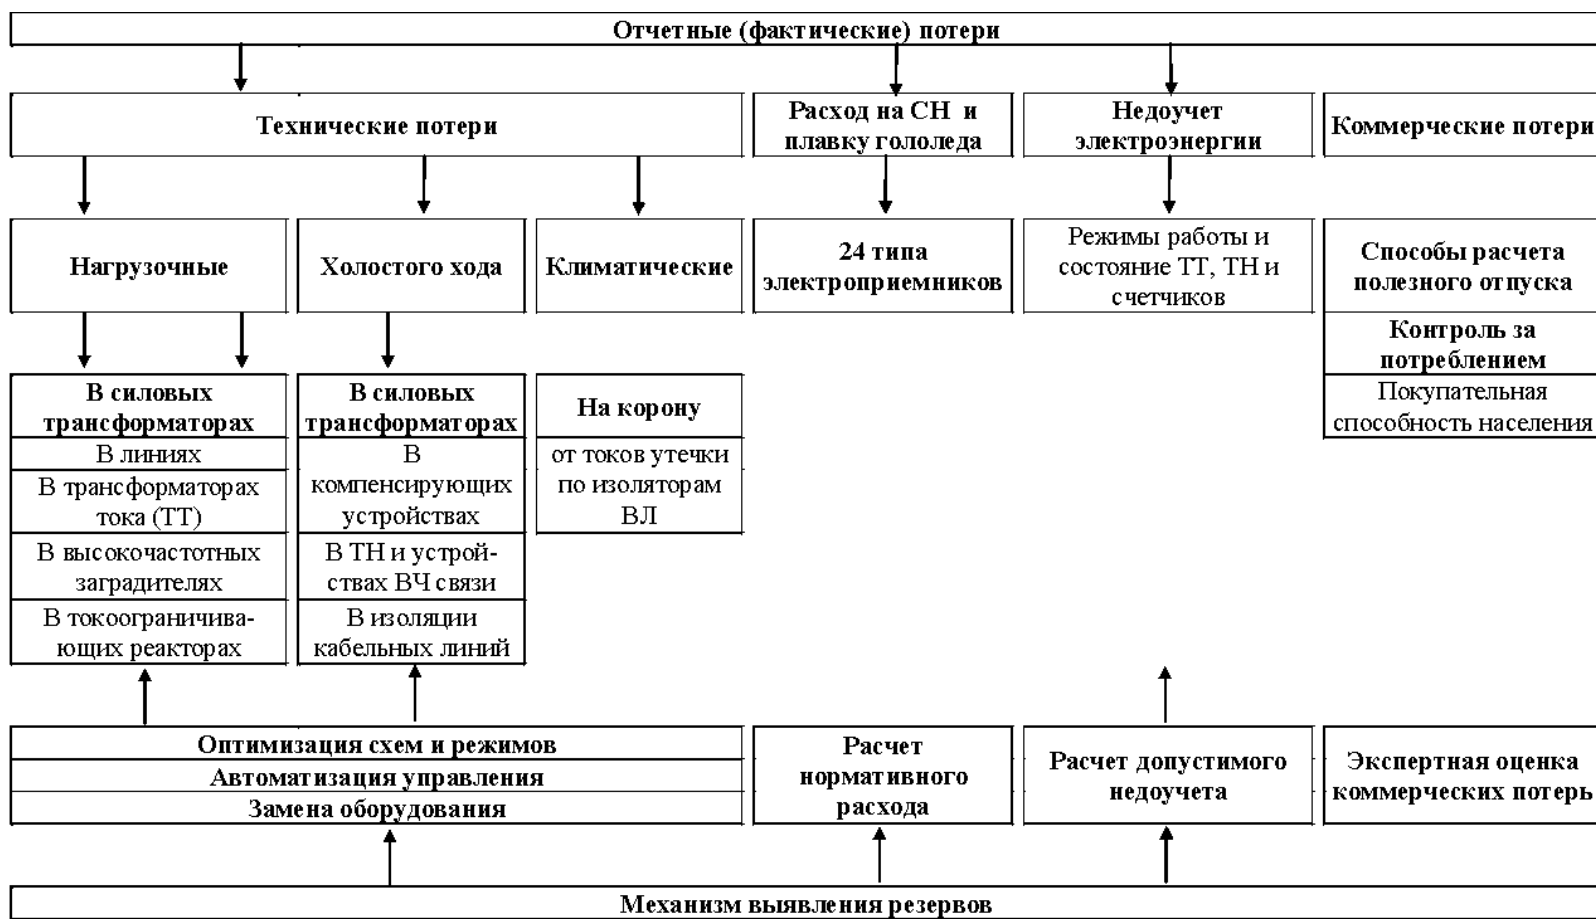 Отчетные (фактические) потери
Технические потери
Расход на СН и
плавку гололеда
Недоучет
электроэнергии
Коммерческие потери
Нагрузочные
Холостого хода
Климатические
24 типа
электроприемников
Режимы работы и
состояние ТТ, ТН и
счетчиков
Способы расчета
полезного отпуска
Контроль за
потреблением
Покупательная
способность населения
В силовых
трансформаторах
В линиях
В трансформаторах
тока (ТТ)
В высокочастотных
заградителях
В токоограничива-
ющих реакторах
В силовых
трансформаторах
В
компенсирующих
устройствах
В ТН и устрой-
ствах ВЧ связи
В изоляции
кабельных линий
На корону
от токов утечки
по изоляторам
ВЛ
Оптимизация схем и режимов
Автоматизация управления
Замена оборудования
Расчет
нормативного
расхода
Расчет допустимого
недоучета
Экспертная оценка
коммерческих потерь
Механизм выявления резервов